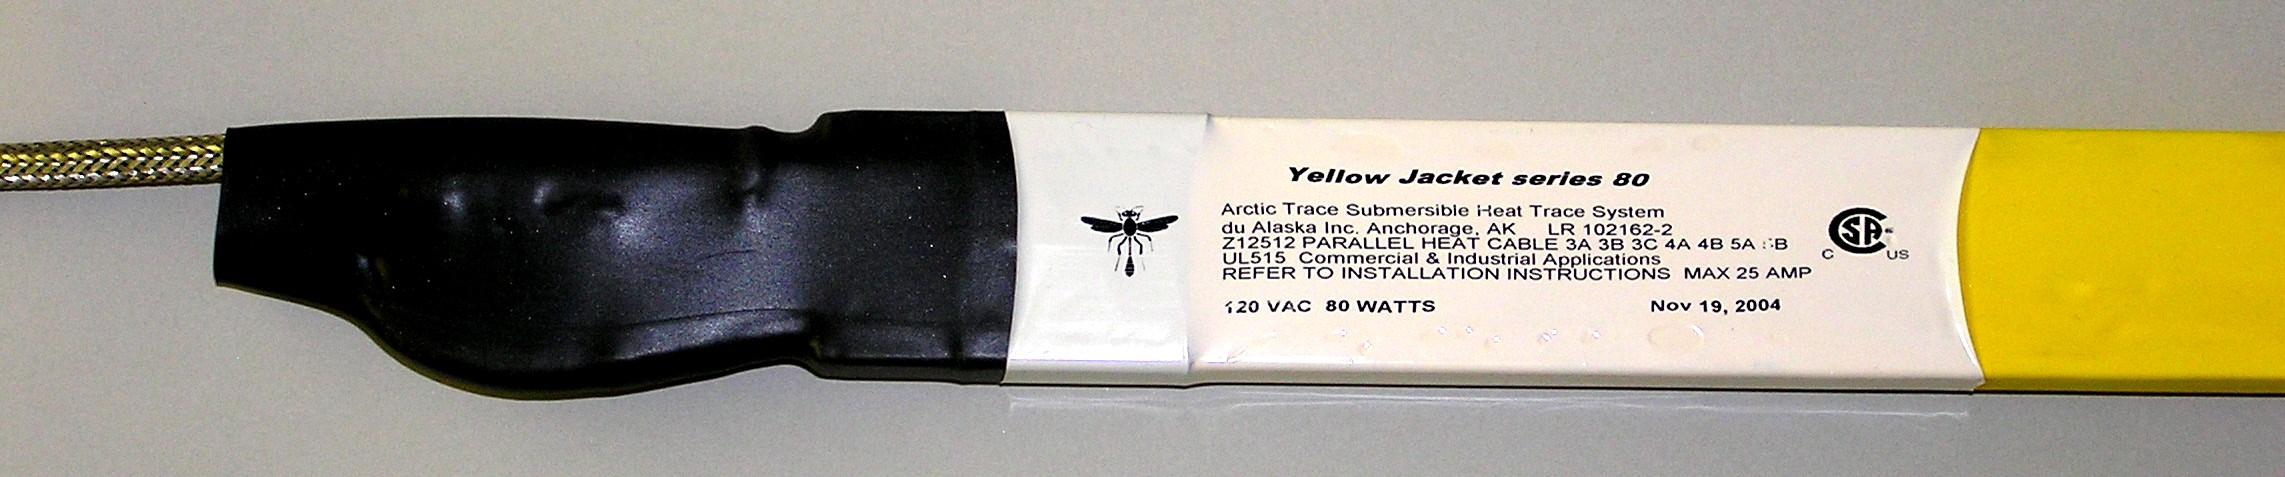 Yellow Jacket series 80
Arctic Trace Submersible Heat Trace System
du Alaska Inc. Anchorage, AK LR 102162-2
Z12512 PARALLEL HEAT CABLE 3A 3B 3C 4A 4B 5A
UL515 Commercial & Industrial Applications
REFER TO INSTALLATION INSTRUCTIONS MAX 25 AMP
120 VAC 80 WATTS Nov 19, 2004
CSA
C US